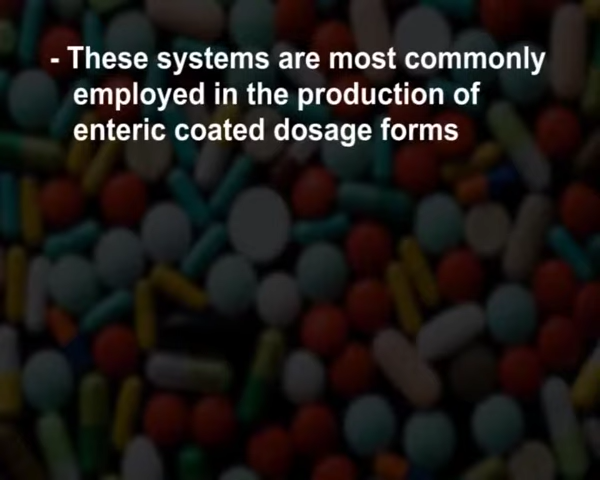 - These systems are most commonly
employed in the production of
enteric coated dosage forms